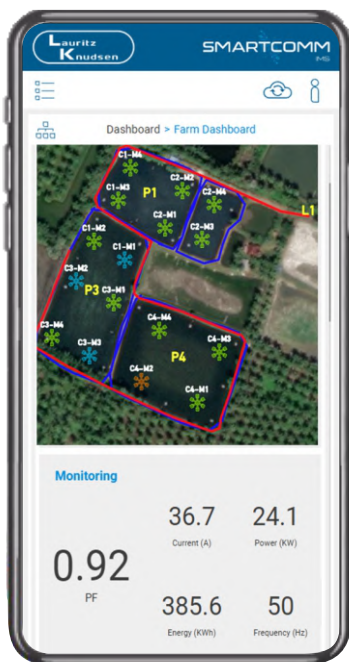 Lauritz
Knudsen
SMARTCOMM
IMS
Dashboard > Farm Dashboard
C1-M4
C2-M2
C2-M4
C1-M3
P1
L1
C2-M1
C1-M2
C2-M3
C1-M1
C3-M2
P3
C3-M1
C3-M4
C3-M3
C4-M4
C4-M3
P4
C4-M2
C4-M1
Monitoring
36.7
24.1
Current (A)
Power (KW)
0.92
PF
385.6
50
Energy (KWh)
Frequency (Hz)